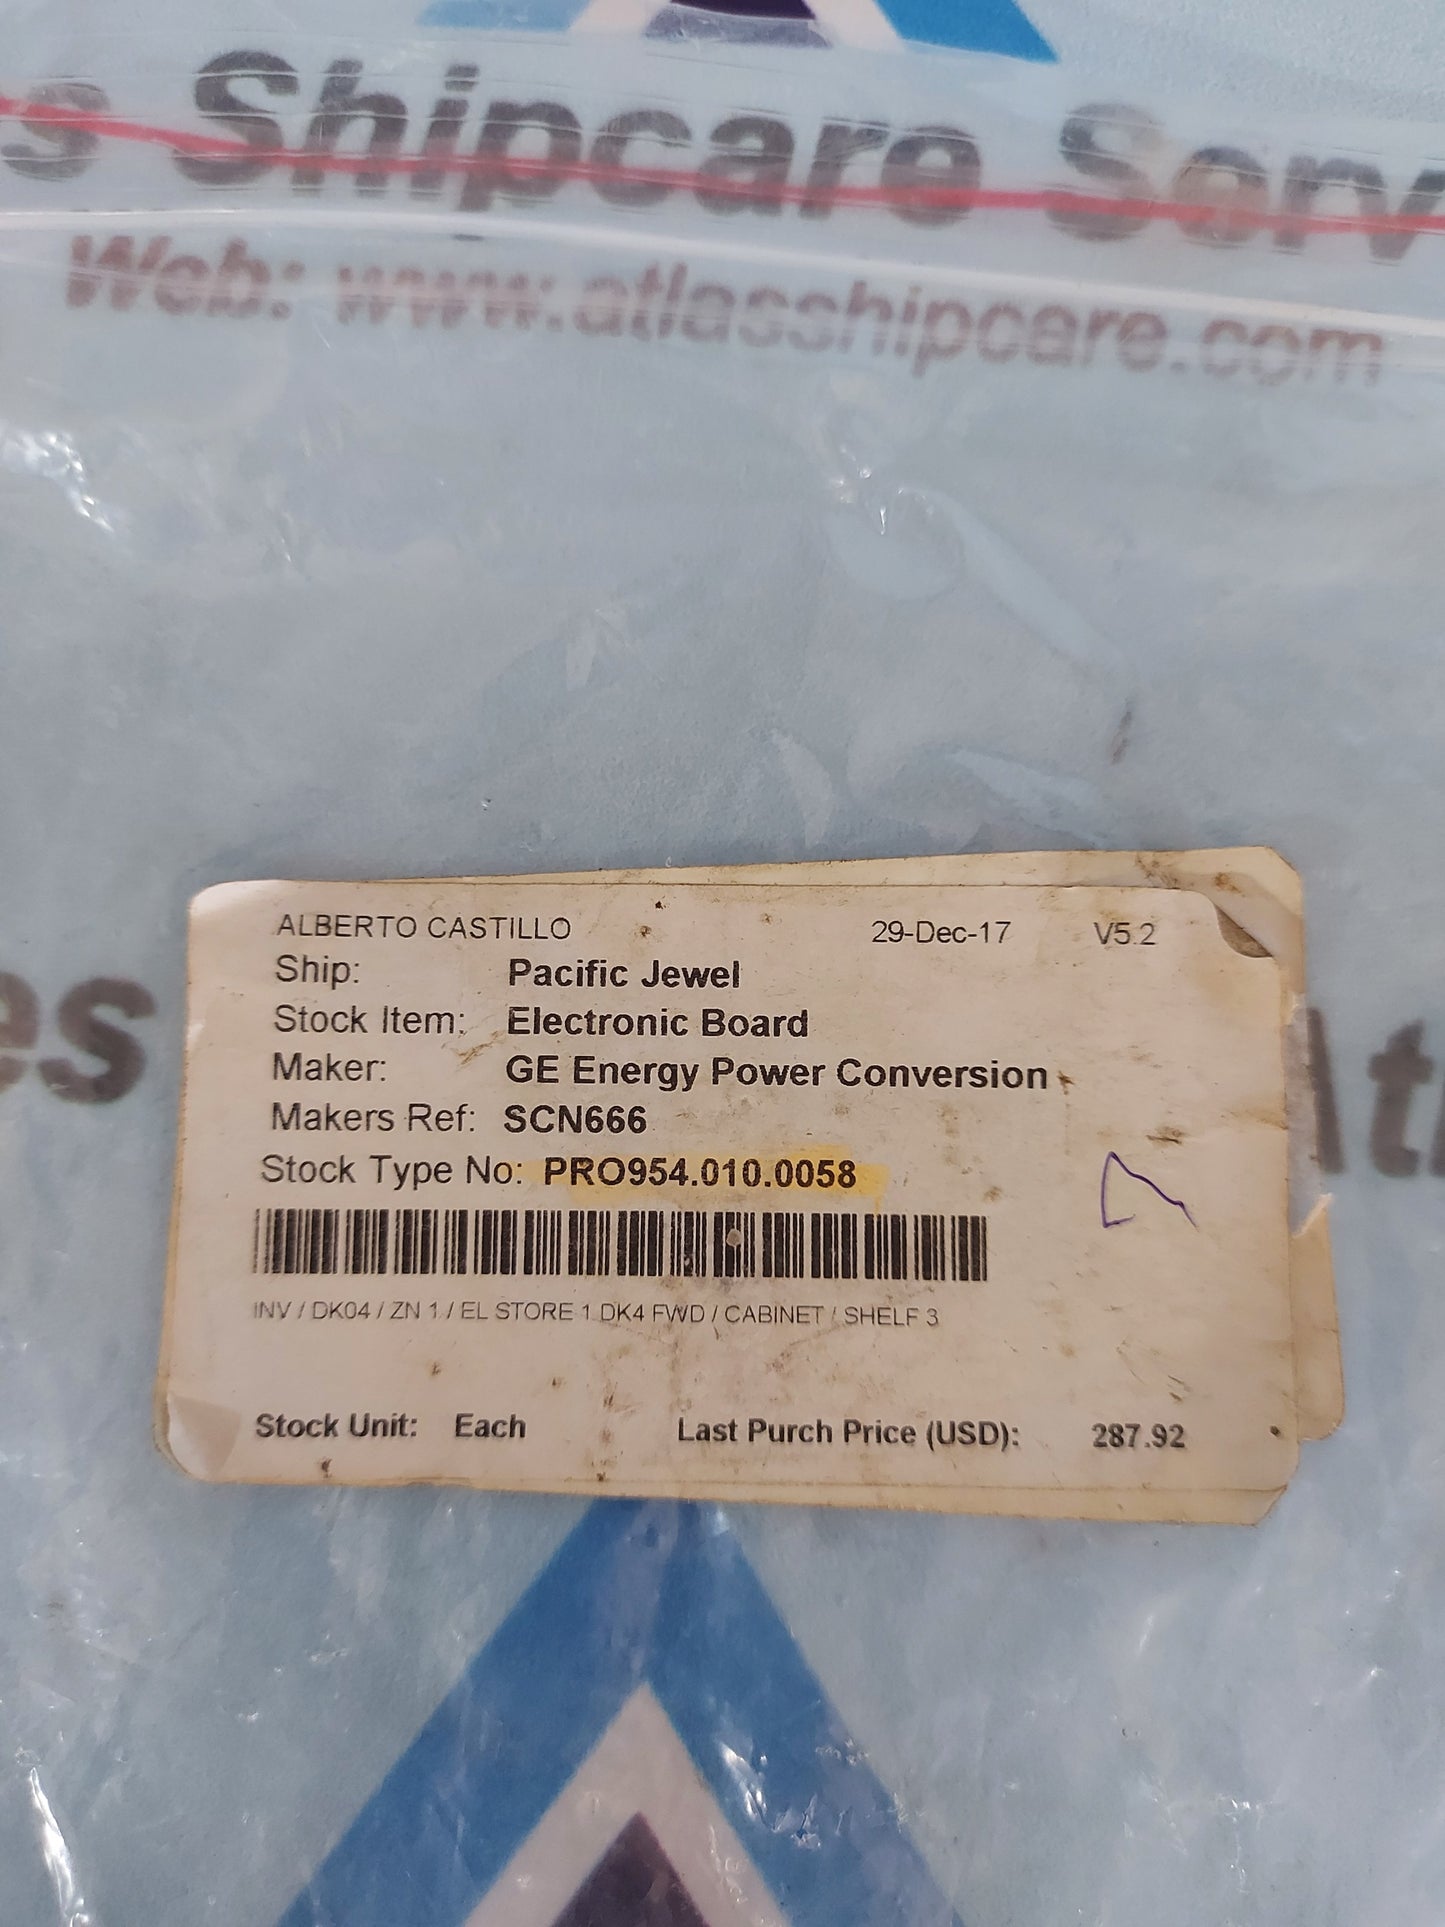 s Shipcare Serv
Web: www.atlasshipcare.com
ALBERTO CASTILLO 29-Dec-17 V5.2
Ship: Pacific Jewel
Stock Item: Electronic Board
Maker: GE Energy Power Conversion
Makers Ref: SCN666
Stock Type No: PRO954.010.0058
INV / DK04 / ZN 1 / EL STORE 1 DK4 FWD / CABINET / SHELF 3
Stock Unit: Each Last Purch Price (USD): 287.92
es Atl